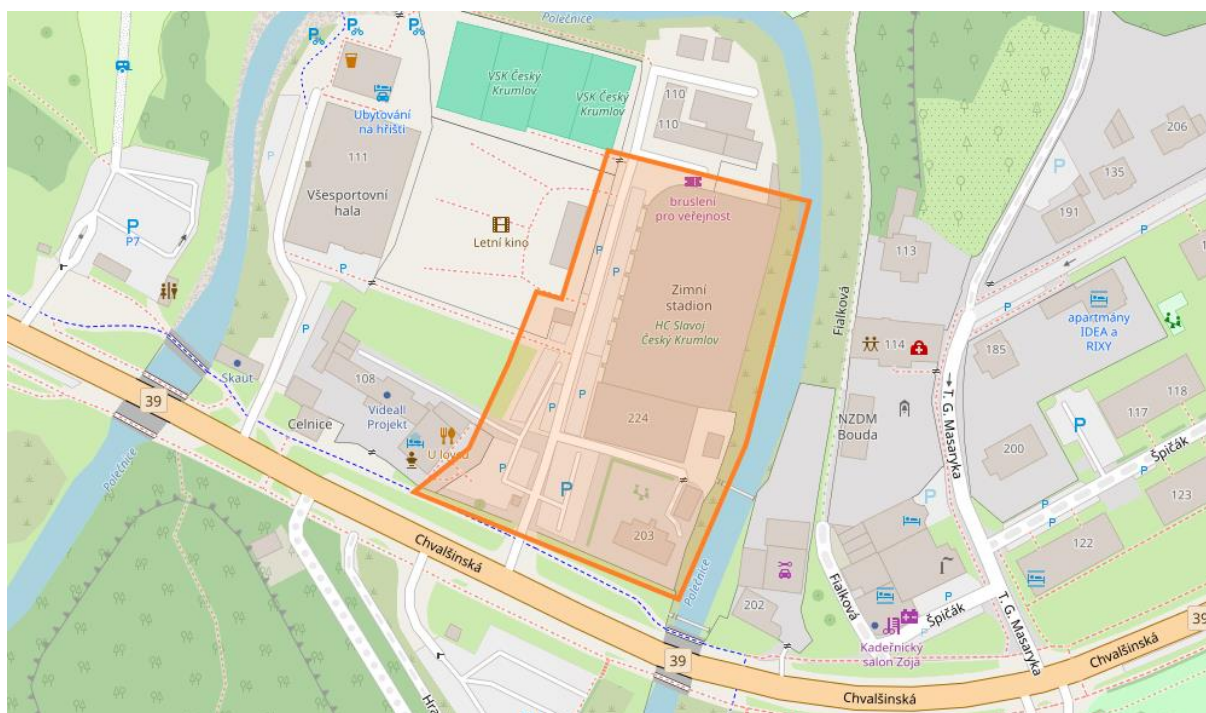 Polečnice
Polečnice
VSK Český
Krumlov
VSK Český
Krumlov
Ubytování
na hřišti
110
110
206
111
135
Všesportovní
hala
P
P
P7
191
P
P
bruslení
pro veřejnost
Letní kino
113
P
P
Zimní
stadion
HC Slavoj
Český Krumlov
Fialková
apartmány
IDEA a
RIXY
P
P
114
185
T. G. Masaryka
Skaut
108
118
39
Videall
Projekt
Celnice
P
P
224
NZDM
Bouda
117
P
U lovců
P
200
Špičák
P
P
123
Polečnice
203
P
122
Chvalšinská
Polečnice
202
Fialková
P
Špičák
P
T. G. Masaryka
39
Kadeřnický
salon Zoja
39
Chvalšinská
Chvalšinská
Hra